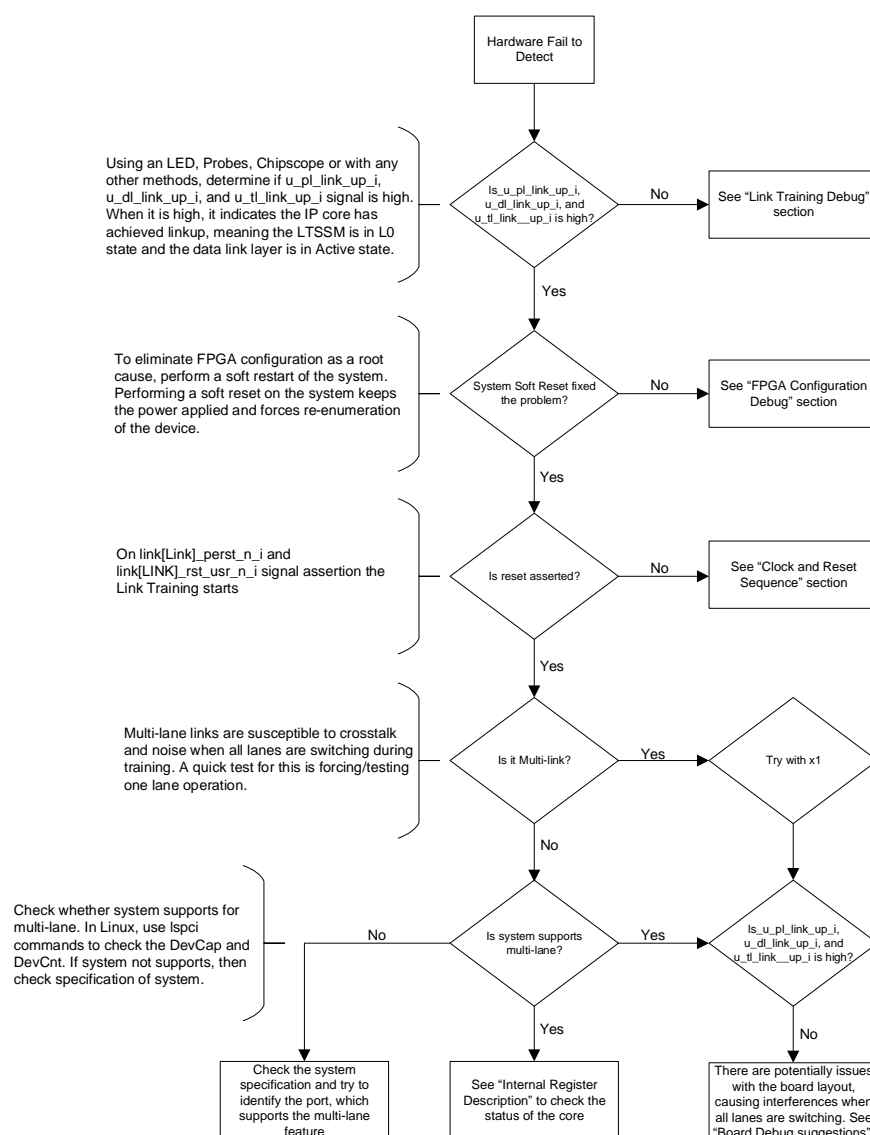 Hardware Fail to
Detect
Using an LED, Probes, Chipscope or with any
other methods, determine if u_pl_link_up_i,
u_dl_link_up_i, and u_tl_link_up_i signal is high.
When it is high, it indicates the IP core has
achieved linkup, meaning the LTSSM is in L0
state and the data link layer is in Active state.
Is_u_pl_link_up_i,
u_dl_link_up_i, and
u_tl_link__up_i is high?
No
See “Link Training Debug”
section
Yes
To eliminate FPGA configuration as a root
cause, perform a soft restart of the system.
Performing a soft reset on the system keeps
the power applied and forces re-enumeration
of the device.
System Soft Reset fixed
the problem?
No
See “FPGA Configuration
Debug” section
Yes
On link[Link]_perst_n_i and
link[LINK]_rst_usr_n_i signal assertion the
Link Training starts
Is reset asserted?
No
See “Clock and Reset
Sequence” section
Yes
Multi-lane links are susceptible to crosstalk
and noise when all lanes are switching during
training. A quick test for this is forcing/testing
one lane operation.
Is it Multi-link?
Yes
Try with x1
No
Check whether system supports for
multi-lane. In Linux, use lspci
commands to check the DevCap and
DevCnt. If system not supports, then
check specification of system.
No
Is system supports
multi-lane?
Yes
Is_u_pl_link_up_i,
u_dl_link_up_i, and
u_tl_link__up_i is high?
Yes
No
Check the system
specification and try to
identify the port, which
supports the multi-lane
feature
See “Internal Register
Description” to check the
status of the core
There are potentially issues
with the board layout,
causing interferences when
all lanes are switching. See
“Board Debug suggestions”